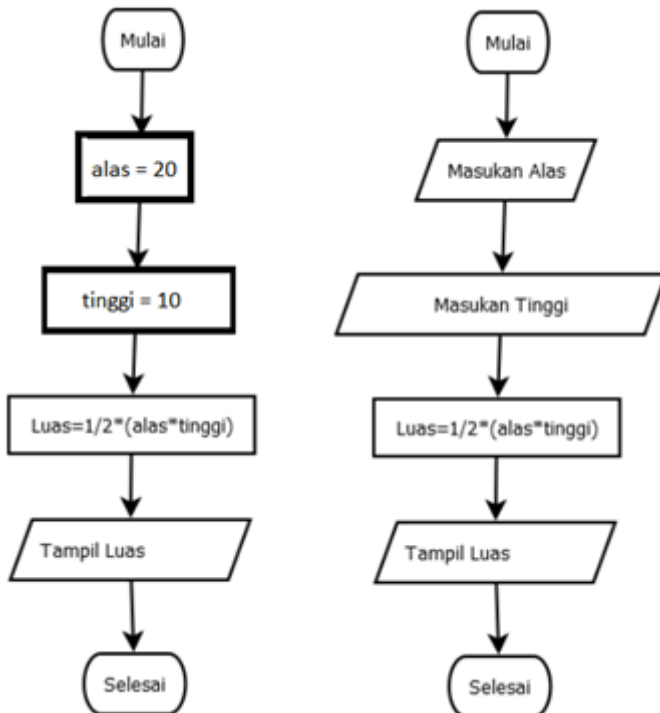 Mulai
alas = 20
tinggi = 10
Luas=1/2*(alas*tinggi)
Tampil Luas
Selesai
Mulai
Masukan Alas
Masukan Tinggi
Luas=1/2*(alas*tinggi)
Tampil Luas
Selesai